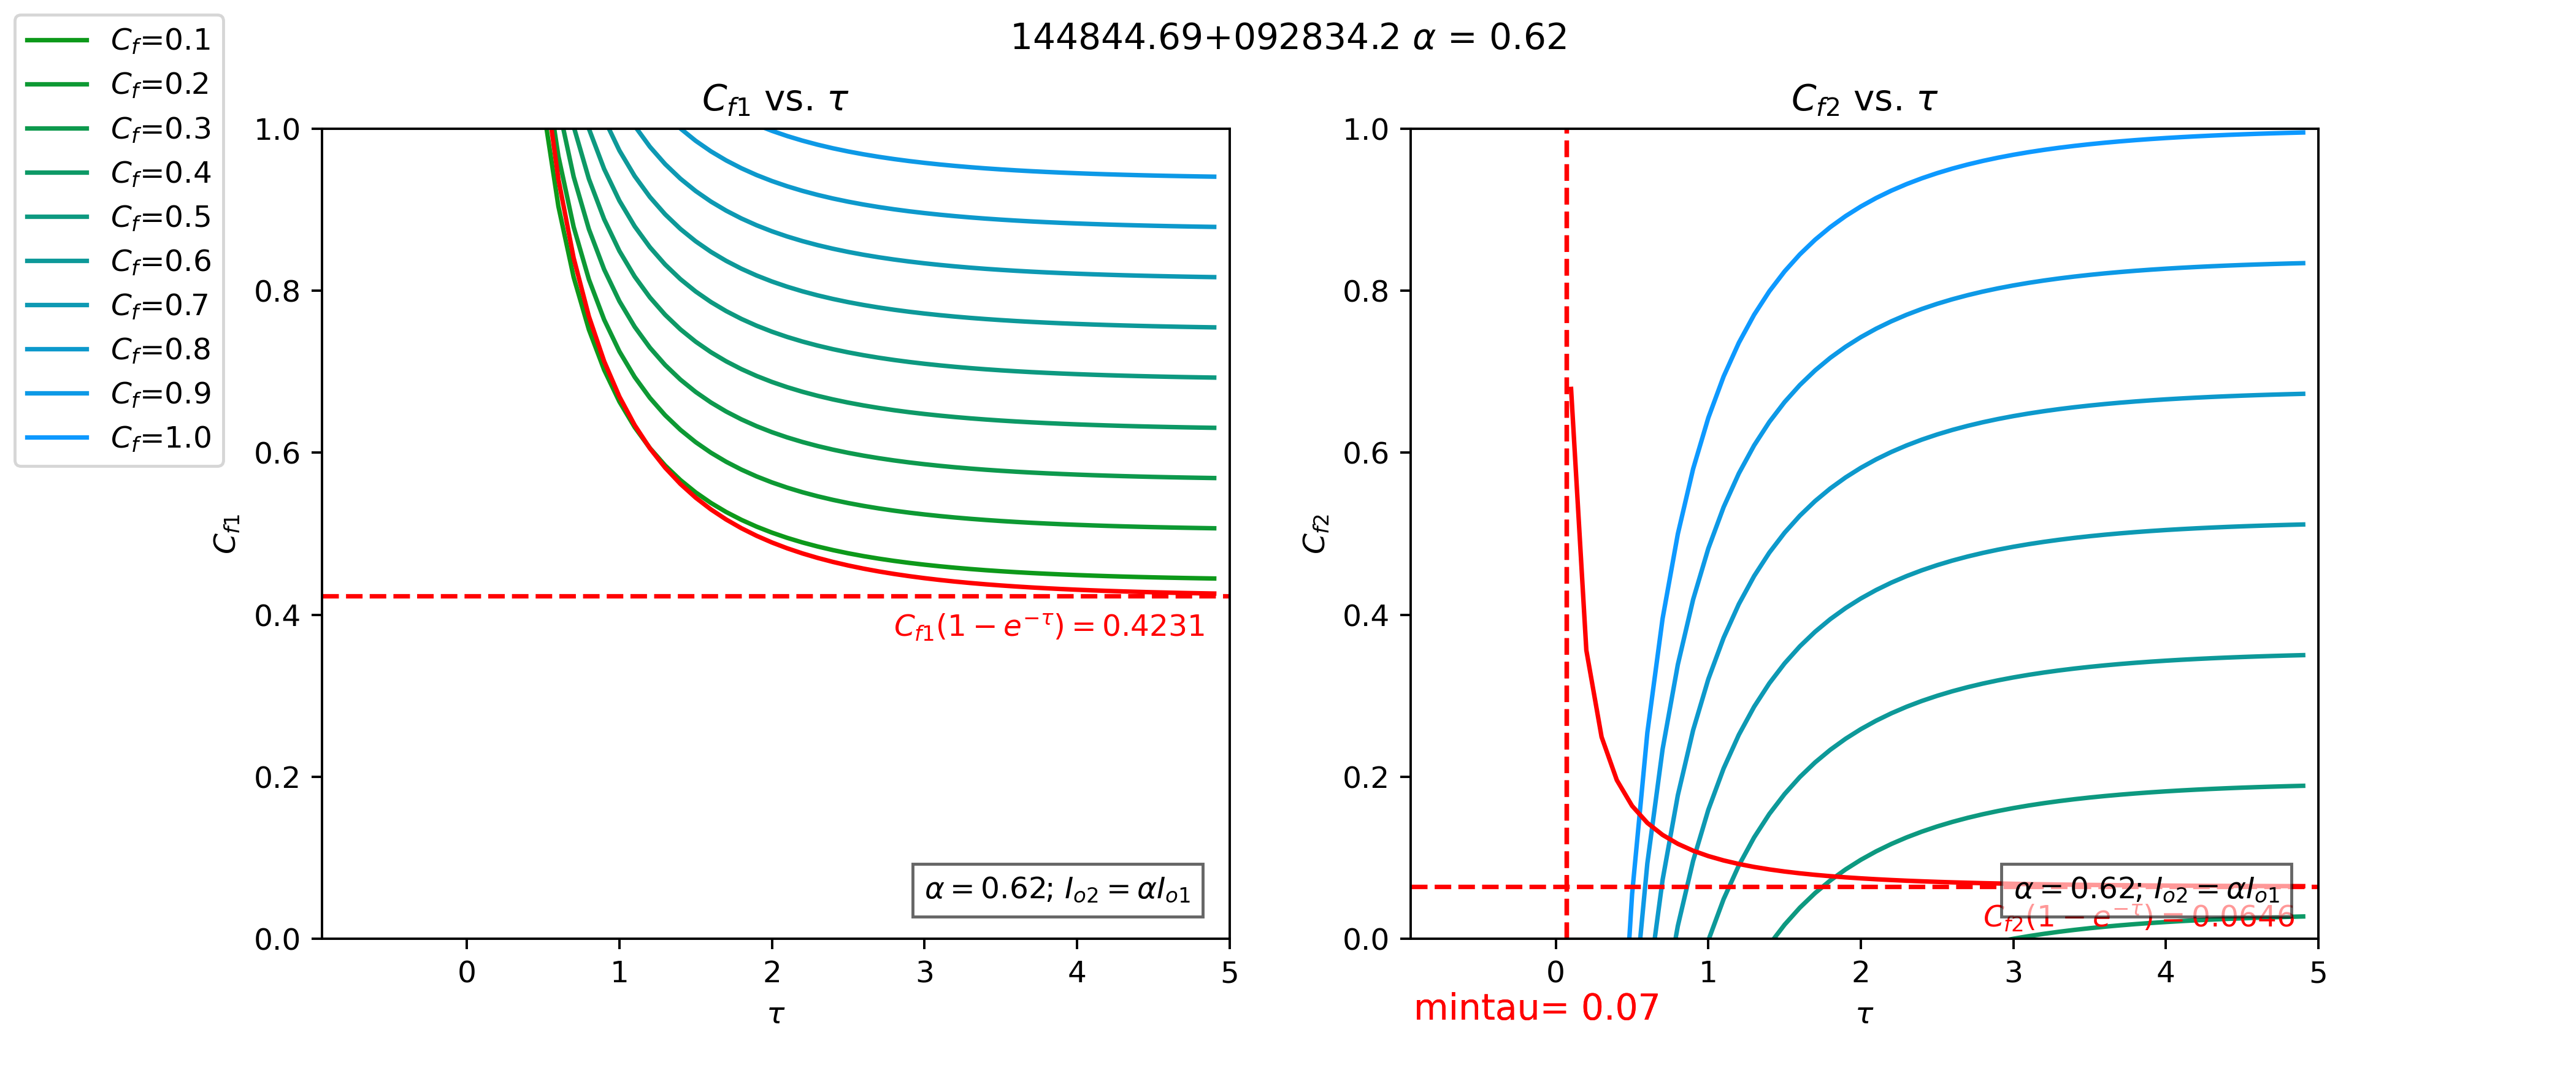 144844.69+092834.2 α = 0.62
C_f=0.1
C_f=0.2
C_f=0.3
C_f=0.4
C_f=0.5
C_f=0.6
C_f=0.7
C_f=0.8
C_f=0.9
C_f=1.0
C_f1 vs. τ
1.0
0.8
0.6
0.4
0.2
0.0
C_f1
C_f1(1 − e^−τ) = 0.4231
α = 0.62; I_o2 = αI_o1
0 1 2 3 4 5
τ
C_f2 vs. τ
1.0
0.8
0.6
0.4
0.2
0.0
C_f2
α = 0.62; I_o2 = αI_o1
C_f2(1 − e^−τ) = 0.0646
0 1 2 3 4 5
mintau= 0.07
τ